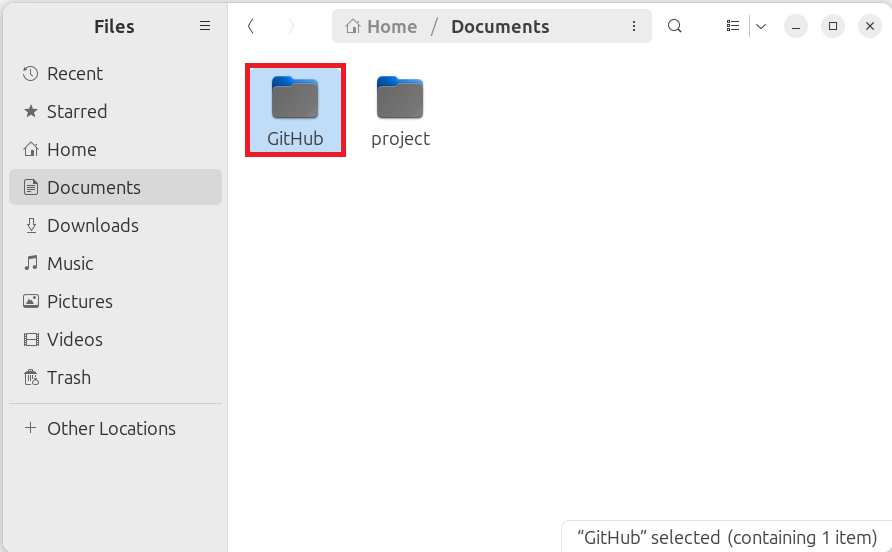 Files
Home / Documents
Recent
Starred
Home
Documents
Downloads
Music
Pictures
Videos
Trash
Other Locations
GitHub
project
“GitHub” selected (containing 1 item)